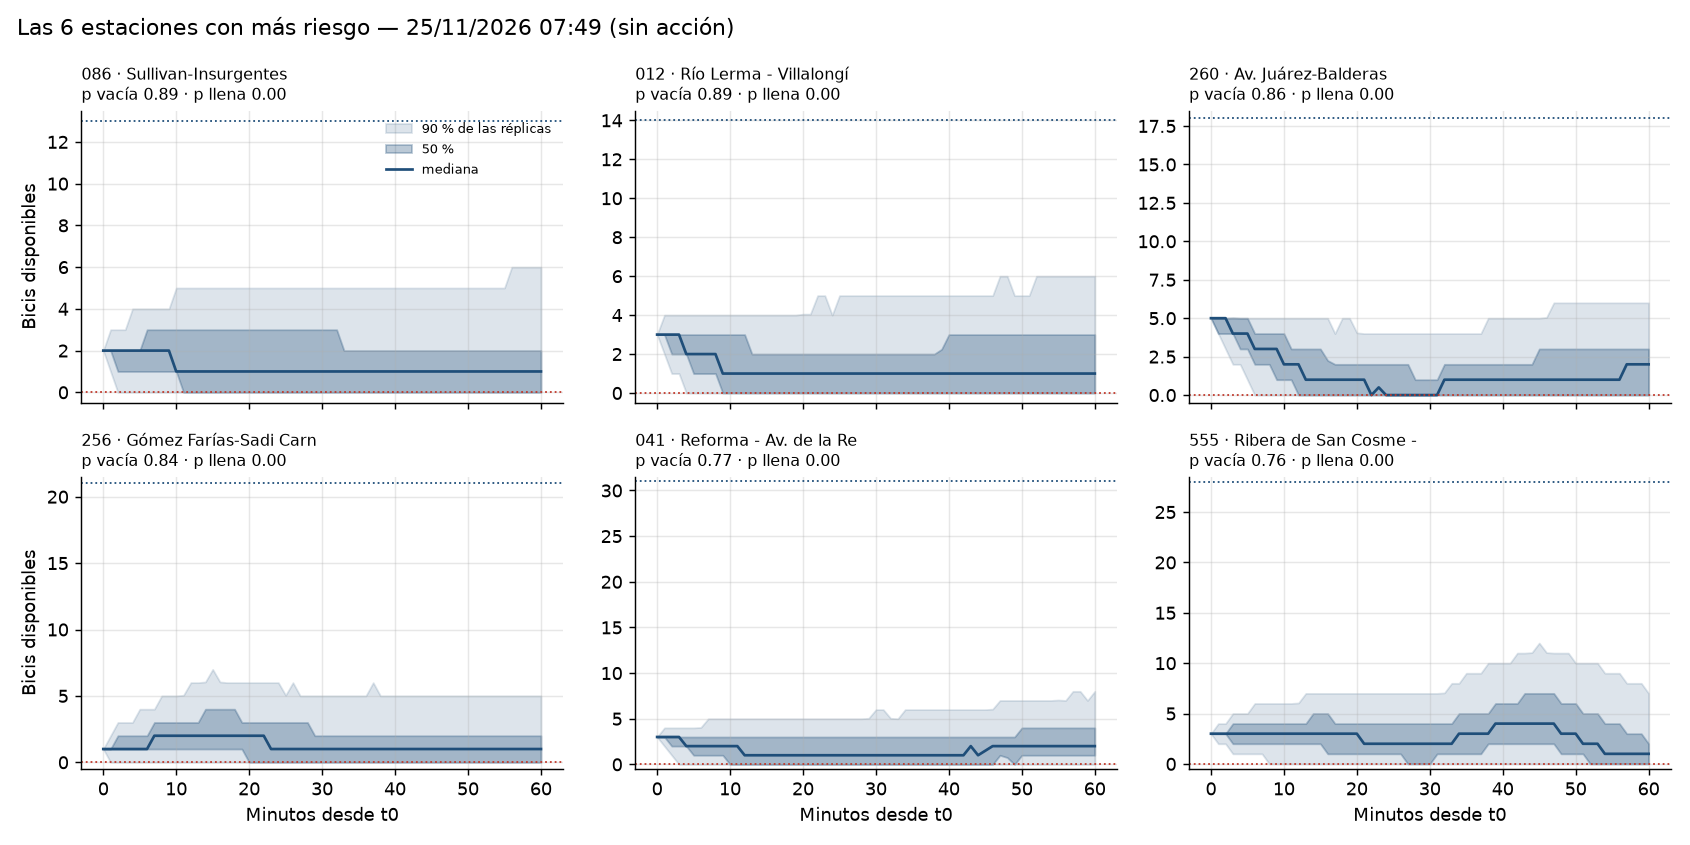 Las 6 estaciones con más riesgo — 25/11/2026 07:49 (sin acción)
086 · Sullivan-Insurgentes
p vacía 0.89 · p llena 0.00
90 % de las réplicas
50 %
mediana
12
10
8
6
4
2
0
Bicis disponibles
012 · Río Lerma - Villalongí
p vacía 0.89 · p llena 0.00
14
12
10
8
6
4
2
0
260 · Av. Juárez-Balderas
p vacía 0.86 · p llena 0.00
17.5
15.0
12.5
10.0
7.5
5.0
2.5
0.0
256 · Gómez Farías-Sadi Carn
p vacía 0.84 · p llena 0.00
20
15
10
5
0
Bicis disponibles
0 10 20 30 40 50 60
Minutos desde t0
041 · Reforma - Av. de la Re
p vacía 0.77 · p llena 0.00
30
25
20
15
10
5
0
0 10 20 30 40 50 60
Minutos desde t0
555 · Ribera de San Cosme -
p vacía 0.76 · p llena 0.00
25
20
15
10
5
0
0 10 20 30 40 50 60
Minutos desde t0